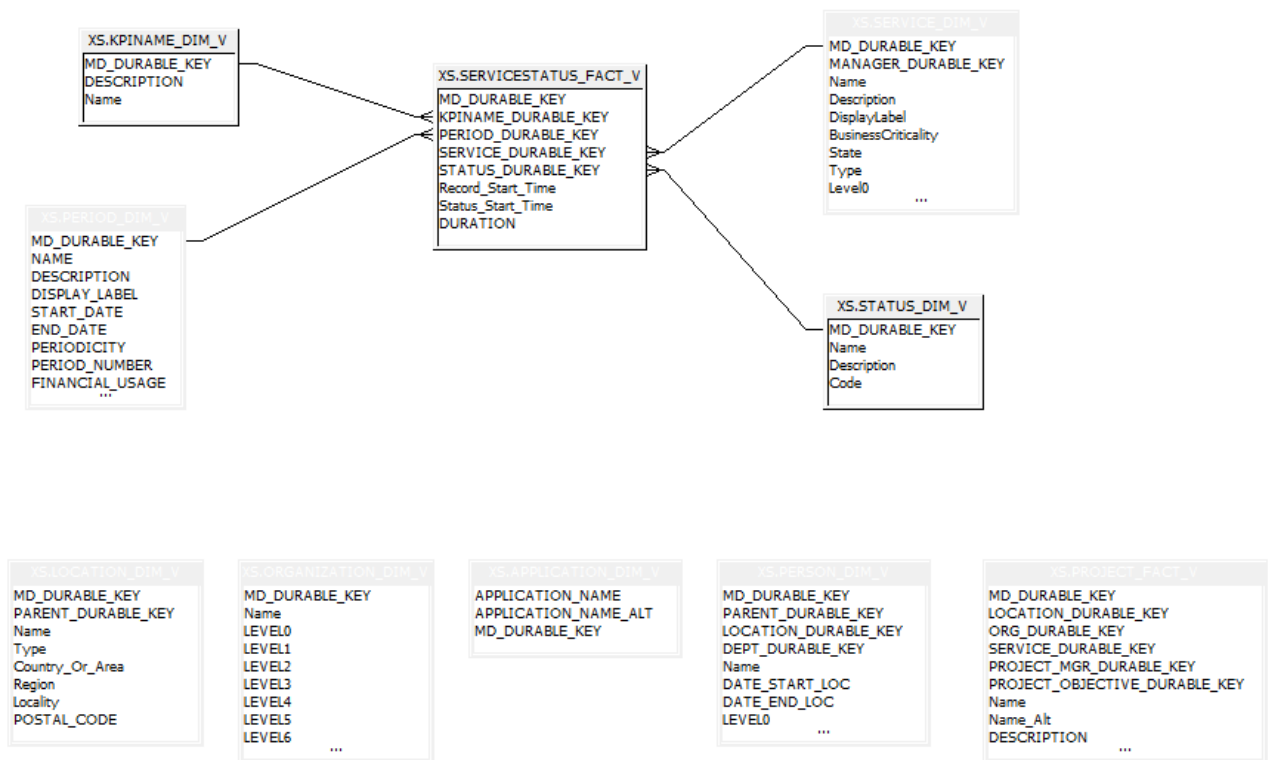 XS.KPINAME_DIM_V
MD_DURABLE_KEY
DESCRIPTION
Name
XS.SERVICESTATUS_FACT_V
MD_DURABLE_KEY
KPINAME_DURABLE_KEY
PERIOD_DURABLE_KEY
SERVICE_DURABLE_KEY
STATUS_DURABLE_KEY
Record_Start_Time
Status_Start_Time
DURATION
XS.SERVICE_DIM_V
MD_DURABLE_KEY
MANAGER_DURABLE_KEY
Name
Description
DisplayLabel
BusinessCriticality
State
Type
Level0
...
XS.PERIOD_DIM_V
MD_DURABLE_KEY
NAME
DESCRIPTION
DISPLAY_LABEL
START_DATE
END_DATE
PERIODICITY
PERIOD_NUMBER
FINANCIAL_USAGE
...
XS.STATUS_DIM_V
MD_DURABLE_KEY
Name
Description
Code
XS.LOCATION_DIM_V
MD_DURABLE_KEY
PARENT_DURABLE_KEY
Name
Type
Country_Or_Area
Region
Locality
POSTAL_CODE
XS.ORGANIZATION_DIM_V
MD_DURABLE_KEY
Name
LEVEL0
LEVEL1
LEVEL2
LEVEL3
LEVEL4
LEVEL5
LEVEL6
...
XS.APPLICATION_DIM_V
APPLICATION_NAME
APPLICATION_NAME_ALT
MD_DURABLE_KEY
XS.PERSON_DIM_V
MD_DURABLE_KEY
PARENT_DURABLE_KEY
LOCATION_DURABLE_KEY
DEPT_DURABLE_KEY
Name
DATE_START_LOC
DATE_END_LOC
LEVEL0
...
XS.PROJECT_FACT_V
MD_DURABLE_KEY
LOCATION_DURABLE_KEY
ORG_DURABLE_KEY
SERVICE_DURABLE_KEY
PROJECT_MGR_DURABLE_KEY
PROJECT_OBJECTIVE_DURABLE_KEY
Name
Name_Alt
DESCRIPTION
...